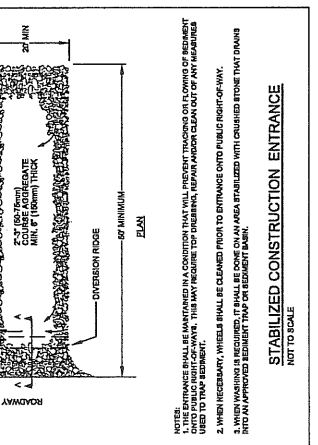 20' MIN
2"-3" (50-75mm)
COURSE AGGREGATE
MIN. 6" (150mm) THICK
A
A
ROADWAY
DIVERSION RIDGE
50' MINIMUM
PLAN
NOTES:
1. THE ENTRANCE SHALL BE MAINTAINED IN A CONDITION THAT WILL PREVENT TRACKING OR FLOWING OF SEDIMENT
ONTO PUBLIC RIGHT-OF-WAYS. THIS MAY REQUIRE TOP DRESSING, REPAIR AND/OR CLEAN OUT OF ANY MEASURES
USED TO TRAP SEDIMENT.
2. WHEN NECESSARY, WHEELS SHALL BE CLEANED PRIOR TO ENTRANCE ONTO PUBLIC RIGHT-OF-WAY.
3. WHEN WASHING IS REQUIRED, IT SHALL BE DONE ON AN AREA STABILIZED WITH CRUSHED STONE THAT DRAINS
INTO AN APPROVED SEDIMENT TRAP OR SEDIMENT BASIN.
STABILIZED CONSTRUCTION ENTRANCE
NOT TO SCALE